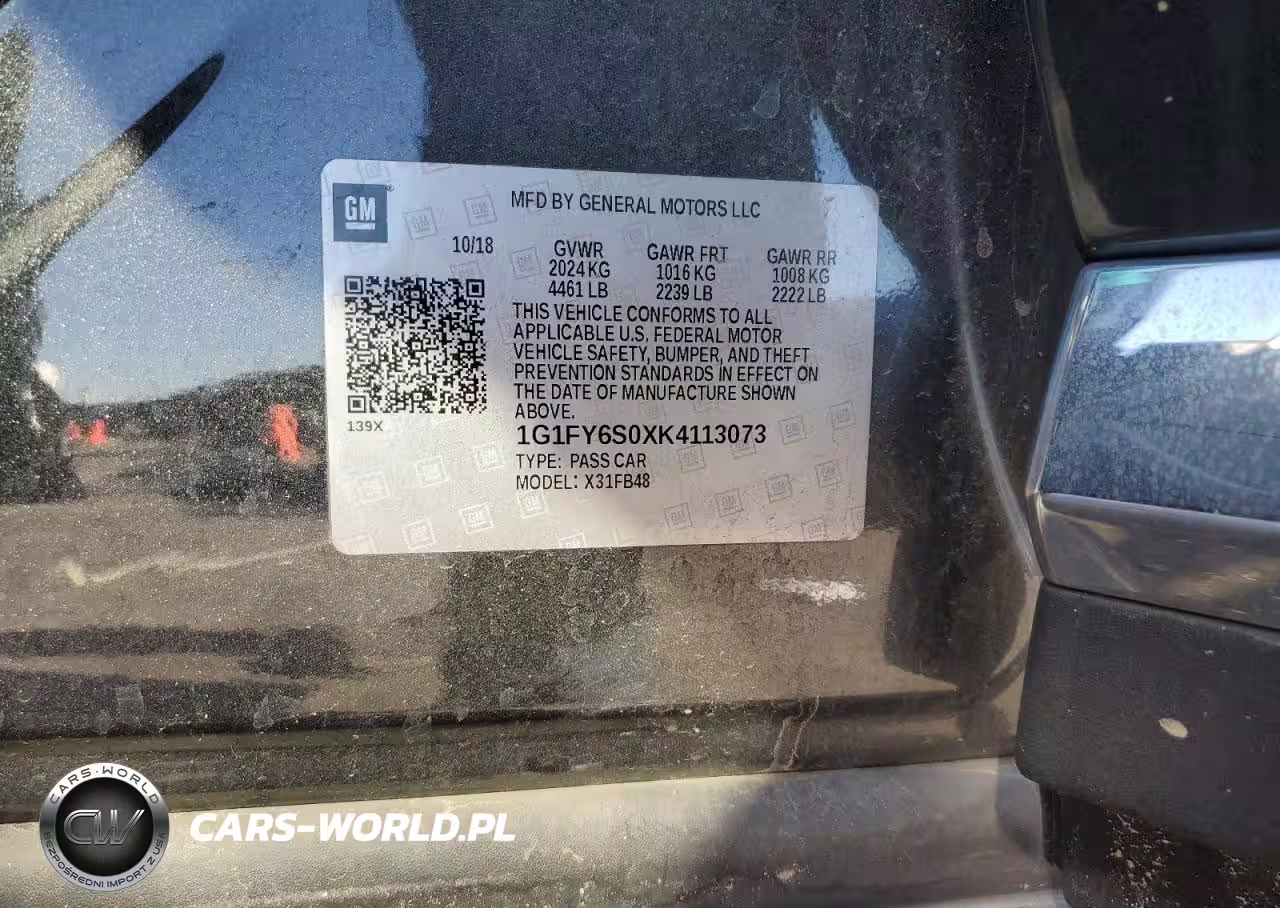 GM
MFD BY GENERAL MOTORS LLC
10/18
GVWR GAWR FRT GAWR RR
2024 KG 1016 KG 1008 KG
4461 LB 2239 LB 2222 LB
THIS VEHICLE CONFORMS TO ALL
APPLICABLE U.S. FEDERAL MOTOR
VEHICLE SAFETY, BUMPER, AND THEFT
PREVENTION STANDARDS IN EFFECT ON
THE DATE OF MANUFACTURE SHOWN
ABOVE.
139X
1G1FY6S0XK4113073
TYPE: PASS CAR
MODEL: X31FB48
CARS-WORLD
CW
BEZPOŚREDNI IMPORT Z USA
CARS-WORLD.PL